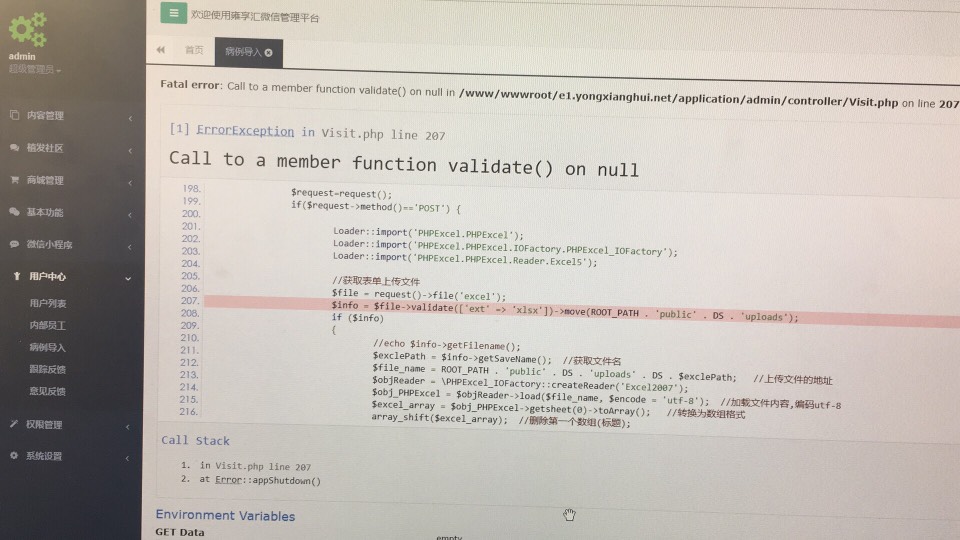 欢迎使用雍享汇微信管理平台
admin
超级管理员
首页
病例导入
内容管理
植发社区
商城管理
基本功能
微信小程序
用户中心
用户列表
内部员工
病例导入
跟踪反馈
意见反馈
权限管理
系统设置
Fatal error: Call to a member function validate() on null in /www/wwwroot/e1.yongxianghui.net/application/admin/controller/Visit.php on line 207
[1] ErrorException in Visit.php line 207
Call to a member function validate() on null
198. $request=request();
199. if($request->method()=='POST') {
200.
201. Loader::import('PHPExcel.PHPExcel');
202. Loader::import('PHPExcel.PHPExcel.IOFactory.PHPExcel_IOFactory');
203. Loader::import('PHPExcel.PHPExcel.Reader.Excel5');
204.
205. //获取表单上传文件
206. $file = request()->file('excel');
207. $info = $file->validate(['ext' => 'xlsx'])->move(ROOT_PATH . 'public' . DS . 'uploads');
208. if ($info)
209. {
210. //echo $info->getFilename();
211. $exclePath = $info->getSaveName(); //获取文件名
212. $file_name = ROOT_PATH . 'public' . DS . 'uploads' . DS . $exclePath; //上传文件的地址
213. $objReader = \PHPExcel_IOFactory::createReader('Excel2007');
214. $obj_PHPExcel = $objReader->load($file_name, $encode = 'utf-8'); //加载文件内容,编码utf-8
215. $excel_array = $obj_PHPExcel->getsheet(0)->toArray(); //转换为数组格式
216. array_shift($excel_array); //删除第一个数组(标题);
Call Stack
1. in Visit.php line 207
2. at Error::appShutdown()
Environment Variables
GET Data
empty